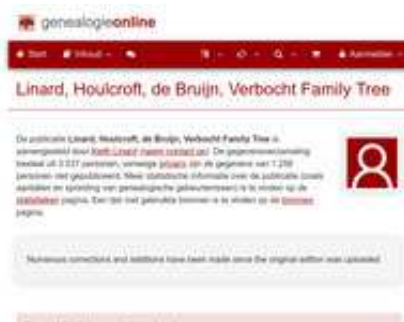 genealogieonline
Start Inhoud Aanmelden
Linard, Houlcroft, de Bruijn, Verbocht Family Tree
De publicatie Linard, Houlcroft, de Bruijn, Verbocht Family Tree is
samengesteld door Keith Linard (neem contact op). De gegevensverzameling
bestaat uit 3.537 personen, vanwege privacy zijn de gegevens van 1.259
personen niet gepubliceerd. Meer statistische informatie over de publicatie (zoals
aantallen en spreiding van genealogische gebeurtenissen) is te vinden op de
statistieken pagina. Een lijst met gebruikte bronnen is te vinden op de bronnen
pagina.
Numerous corrections and additions have been made since the original edition was uploaded